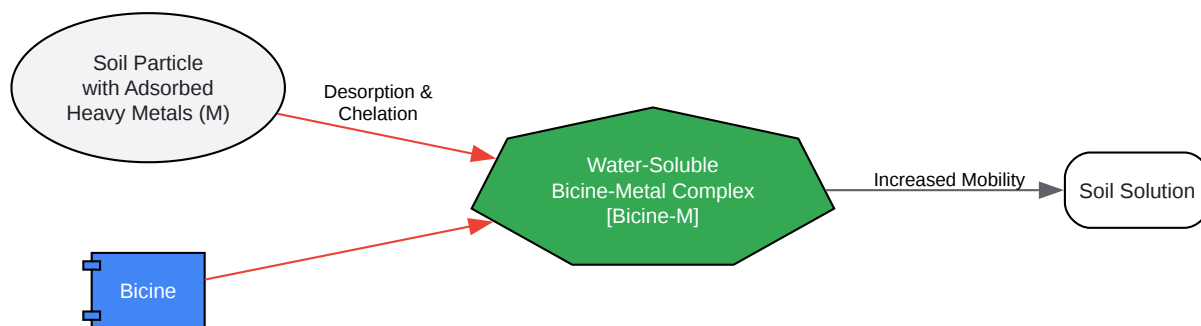 Soil Particle
with Adsorbed
Heavy Metals (M)
Desorption &
Chelation
Water-Soluble
Bicine-Metal Complex
[Bicine-M]
Increased Mobility
Soil Solution
Bicine